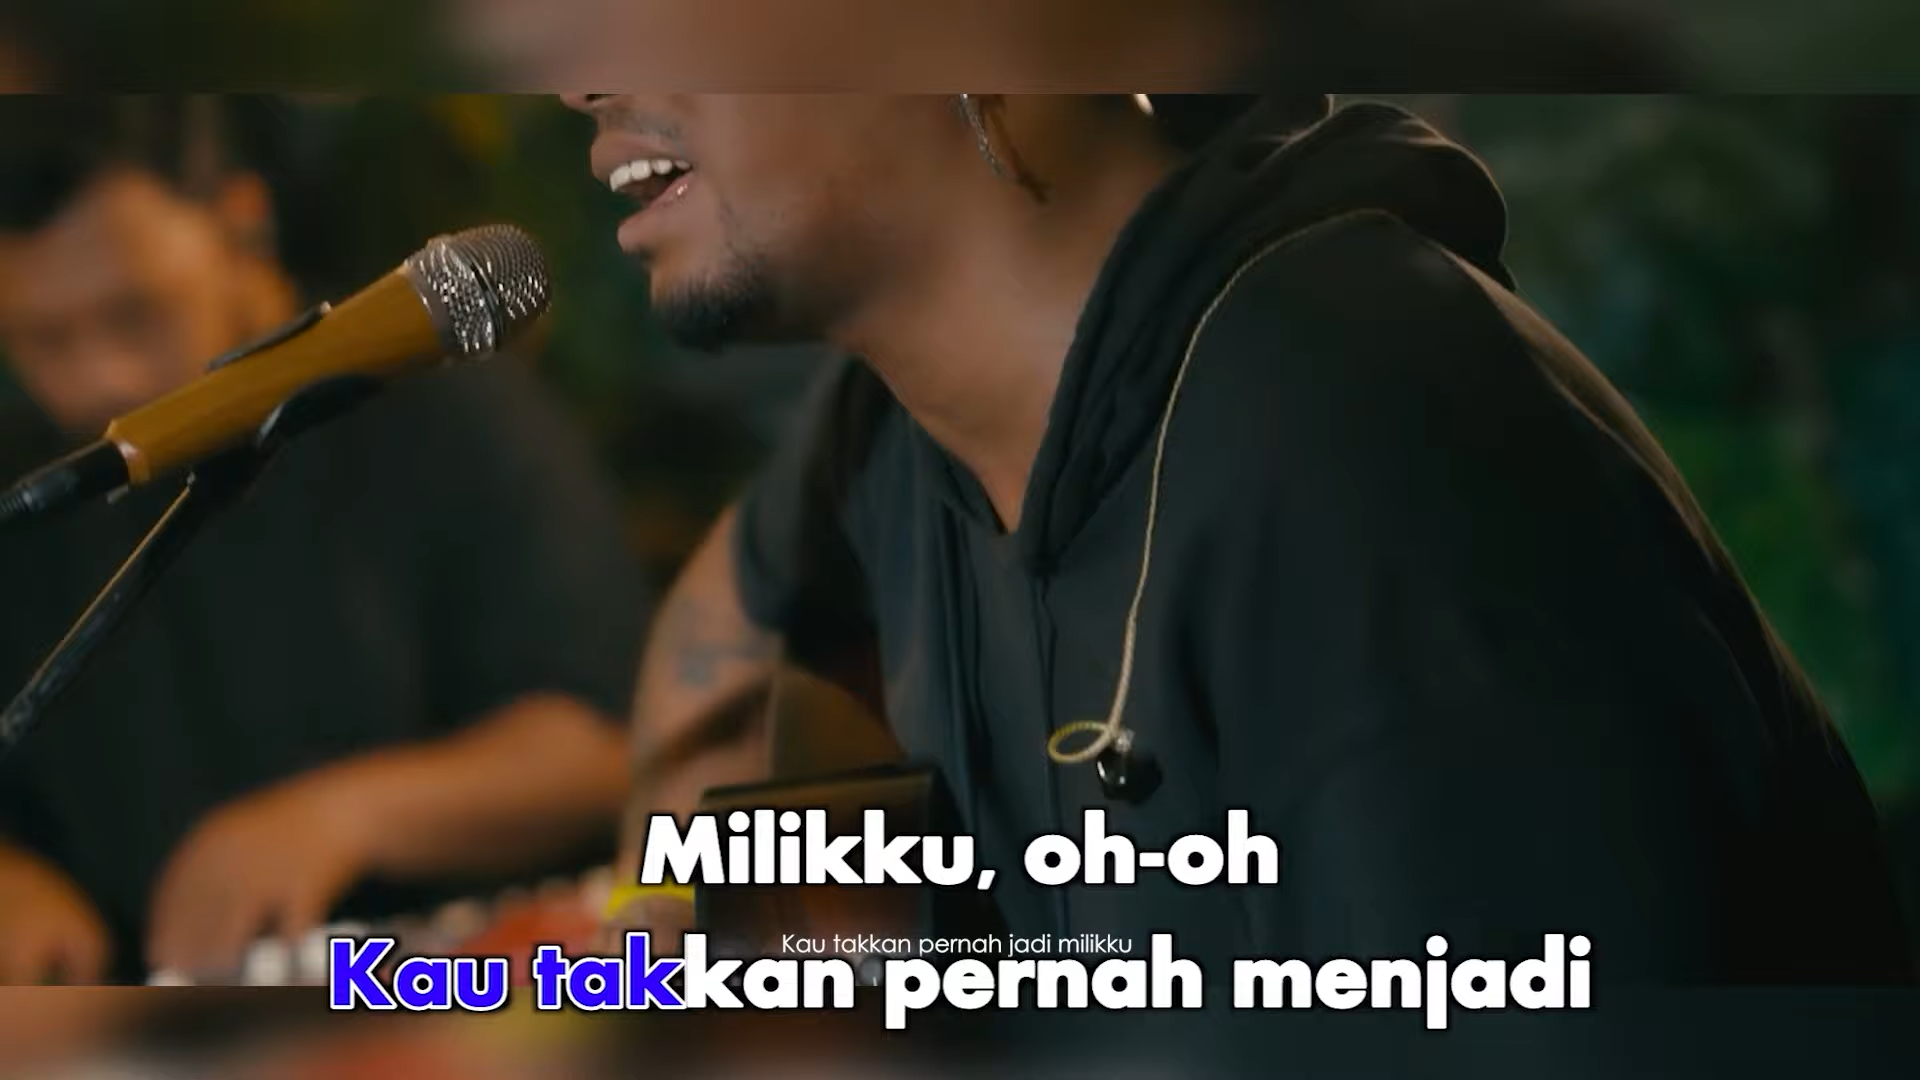 Milikku, oh-oh
Kau takkan pernah jadi milikku
Kau takkan pernah menjadi